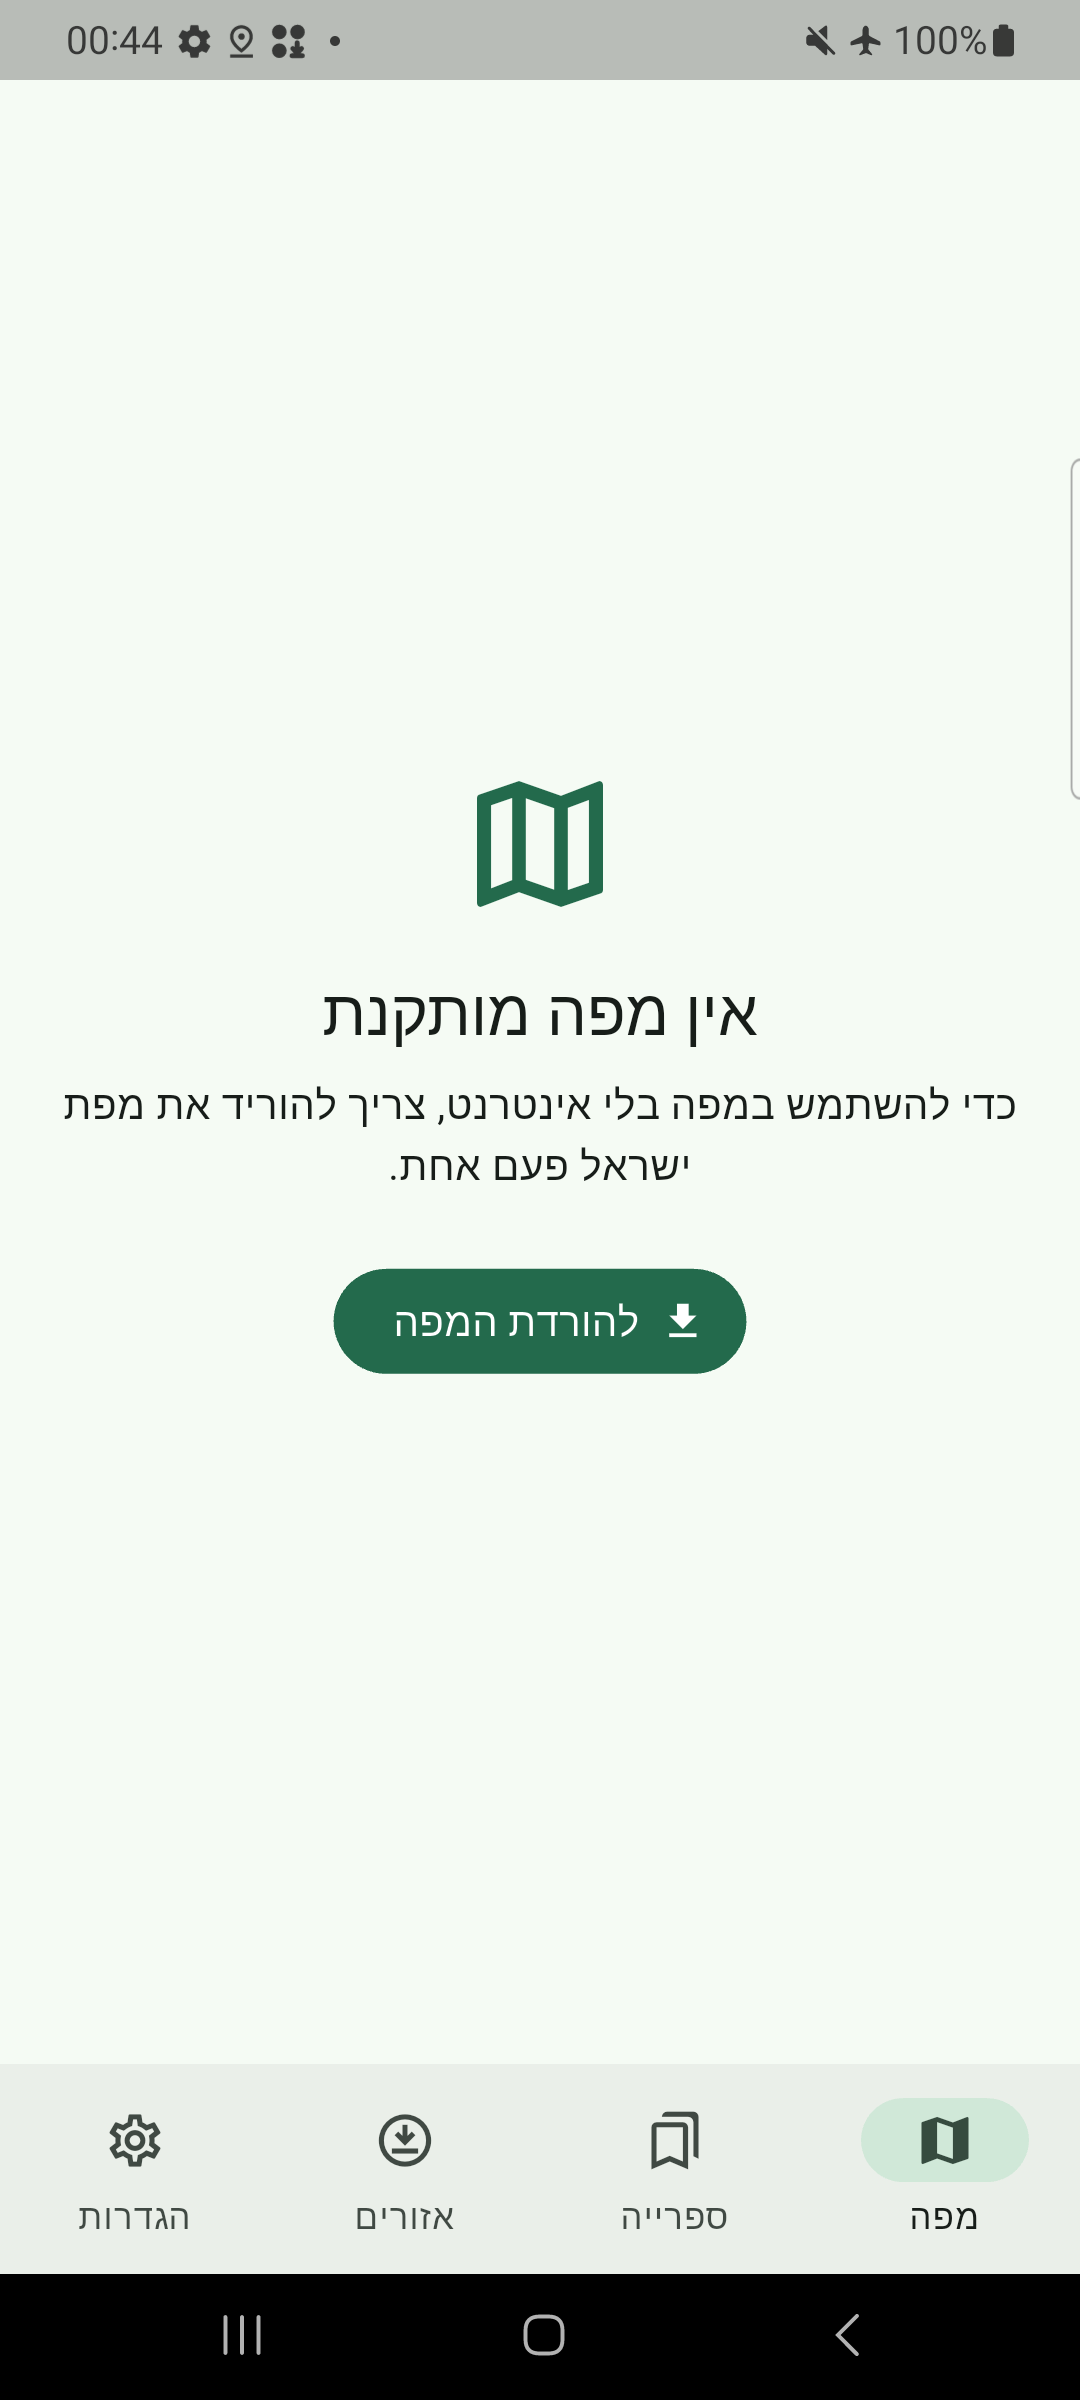 00:44
100%
אין מפה מותקנת
כדי להשתמש במפה בלי אינטרנט, צריך להוריד את מפת
ישראל פעם אחת.
להורדת המפה
מפה
ספרייה
אזורים
הגדרות